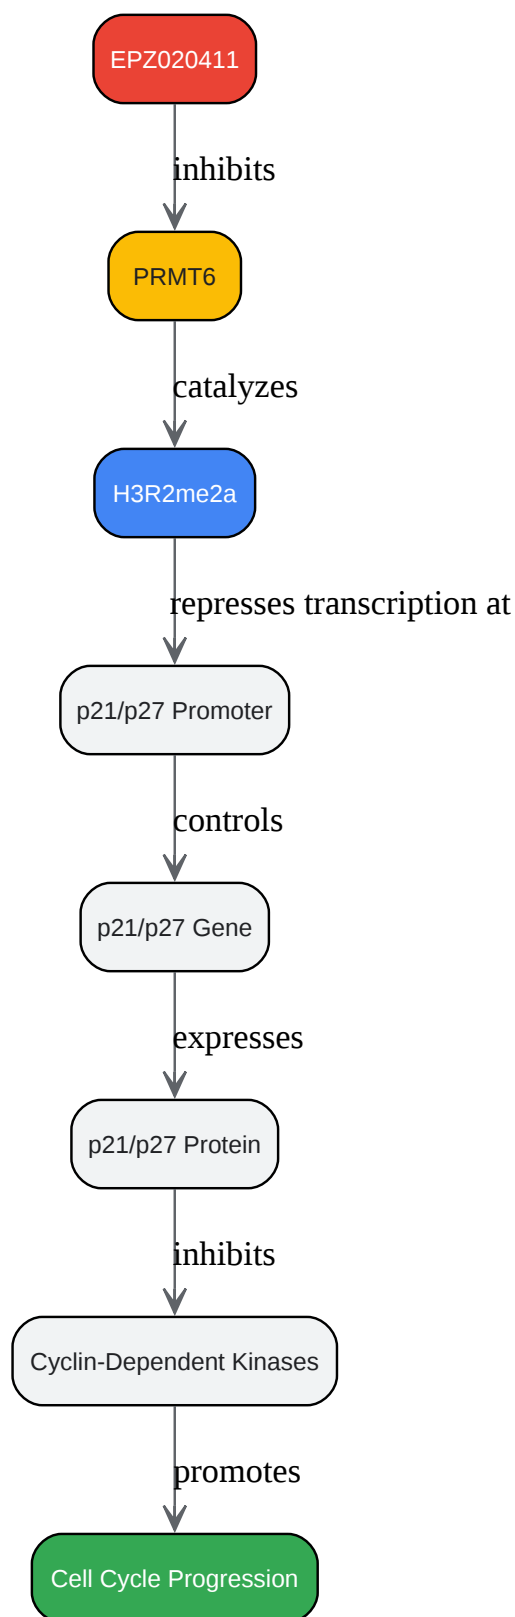 EPZ020411
inhibits
PRMT6
catalyzes
H3R2me2a
represses transcription at
p21/p27 Promoter
controls
p21/p27 Gene
expresses
p21/p27 Protein
inhibits
Cyclin-Dependent Kinases
promotes
Cell Cycle Progression